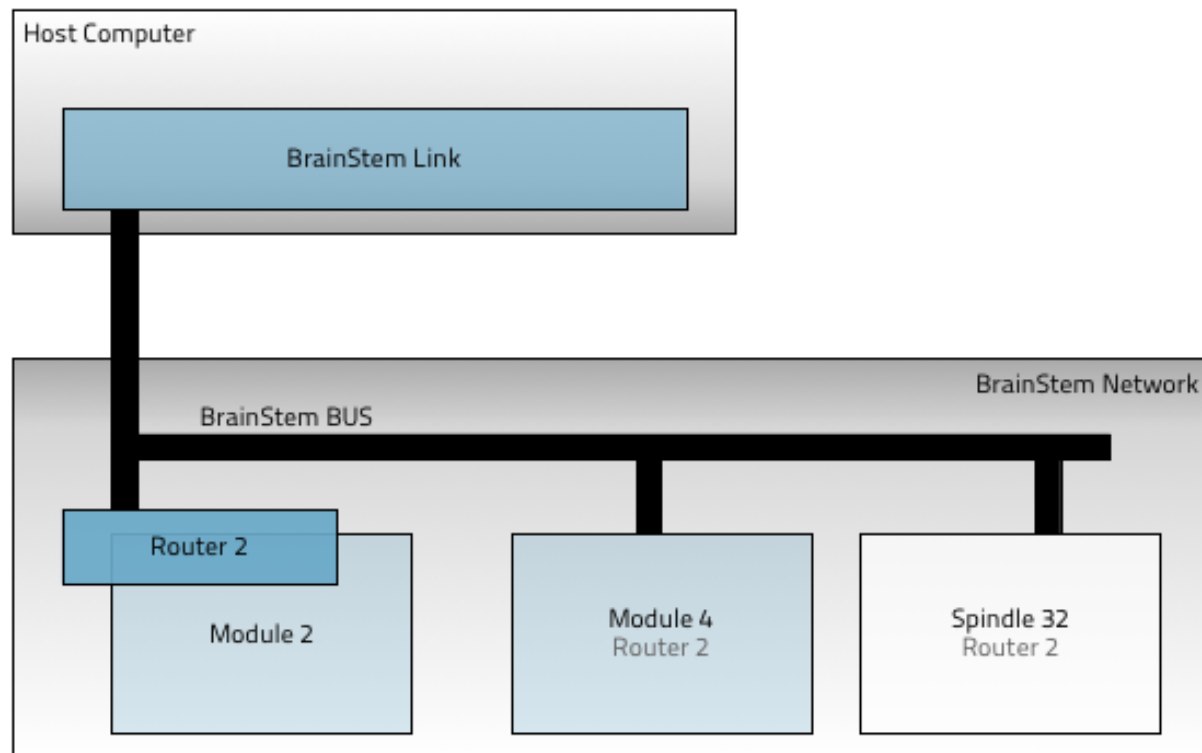 Host Computer
BrainStem Link
BrainStem Network
BrainStem BUS
Router 2
Module 2
Module 4
Router 2
Spindle 32
Router 2